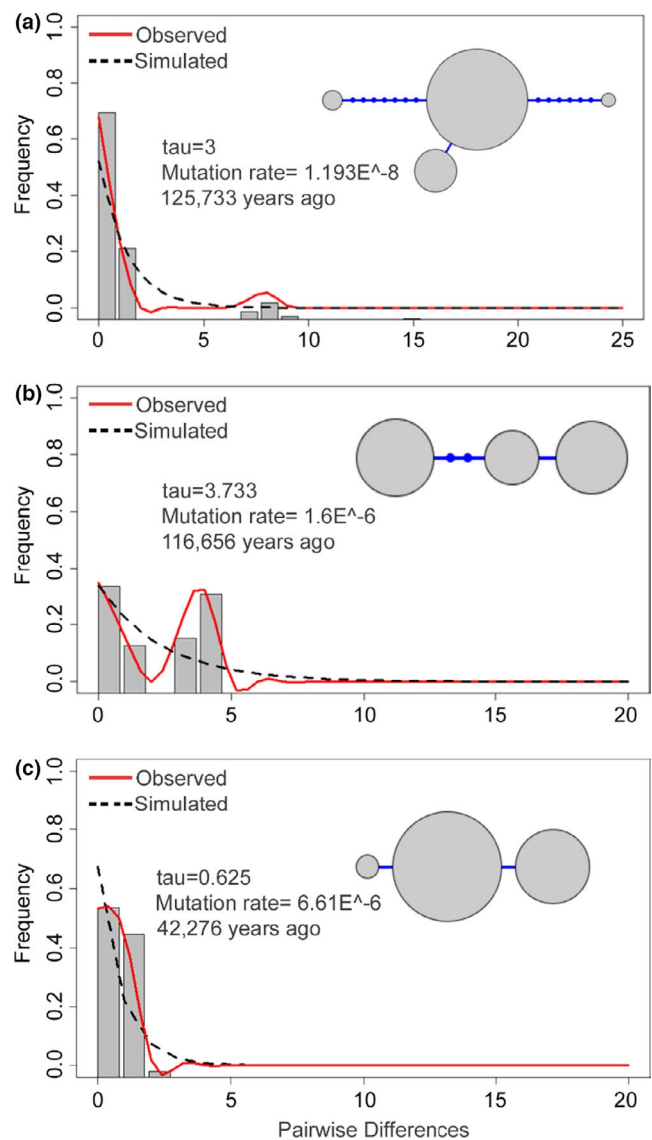 (a)
Observed
Simulated
tau=3
Mutation rate= 1.193E^-8
125,733 years ago
Frequency
0.0 0.2 0.4 0.6 0.8 1.0
0 5 10 15 20 25
(b)
Observed
Simulated
tau=3.733
Mutation rate= 1.6E^-6
116,656 years ago
Frequency
0.0 0.2 0.4 0.6 0.8 1.0
0 5 10 15 20
(c)
Observed
Simulated
tau=0.625
Mutation rate= 6.61E^-6
42,276 years ago
Frequency
0.0 0.2 0.4 0.6 0.8 1.0
0 5 10 15 20
Pairwise Differences